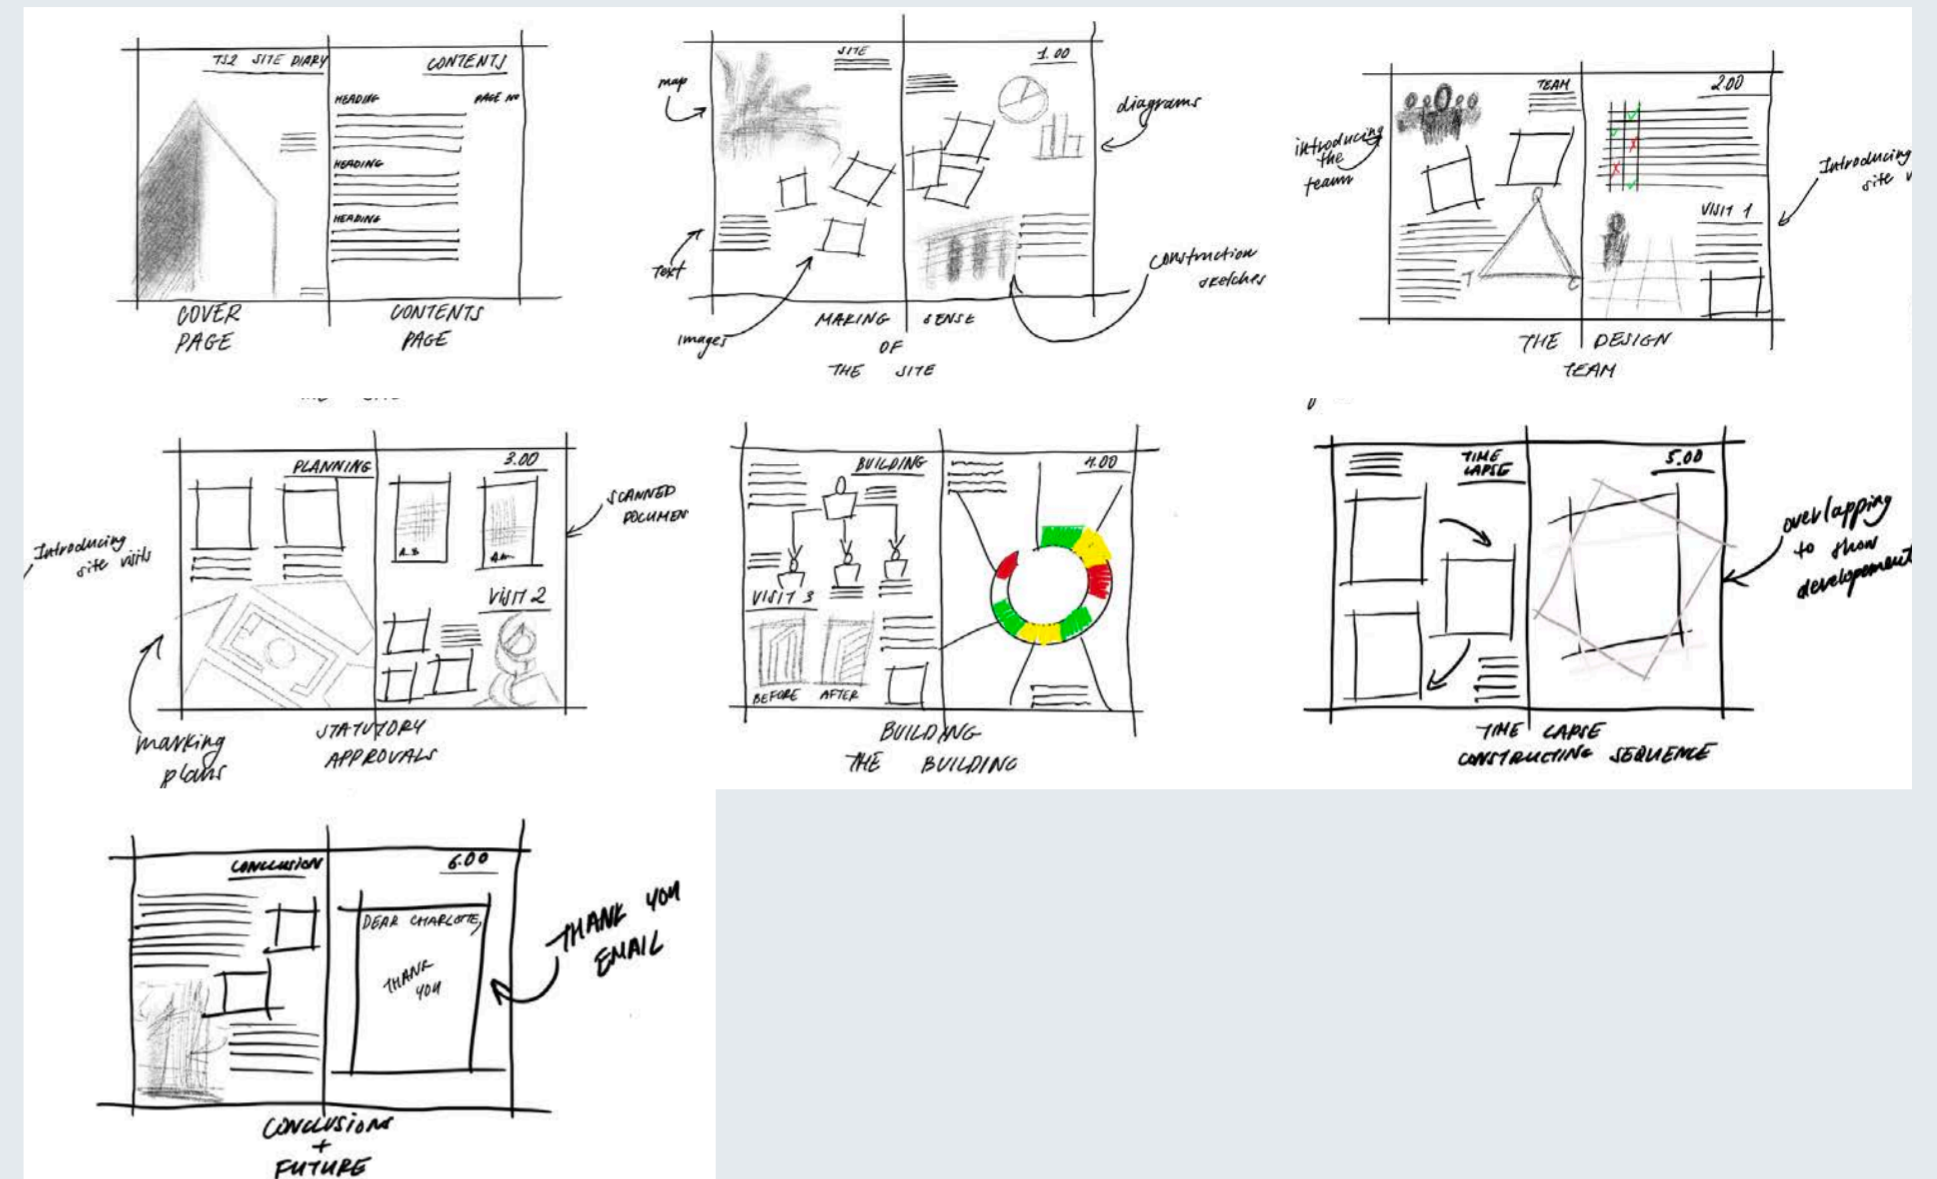 TS2 SITE DIARY
CONTENTS
HEADING PAGE NO
HEADING
HEADING
COVER
PAGE
CONTENTS
PAGE
map
SITE
1.00
diagrams
Text
images
construction
sketches
MAKING SENSE
OF
THE SITE
introducing
the
team
TEAM
2.00
VISIT 1
Introducing
site v
T
C
THE DESIGN
TEAM
Introducing
site visits
PLANNING
3.00
SCANNED
DOCUMEN
VISIT 2
marking
plans
STATUTORY
APPROVALS
BUILDING
4.00
VISIT 3
BEFORE AFTER
BUILDING
THE BUILDING
TIME
LAPSE
5.00
overlapping
to show
developement
TIME LAPSE
CONSTRUCTING SEQUENCE
CONCLUSION
6.00
DEAR CHARLOTTE,
THANK
YOU
THANK YOU
EMAIL
CONCLUSIONS
+
FUTURE